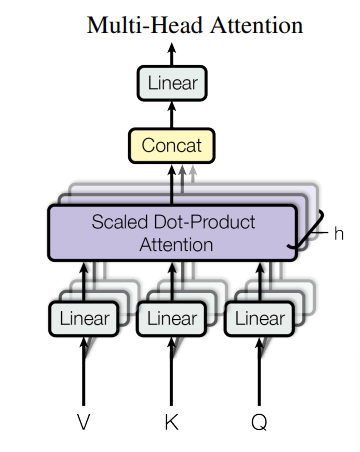 Multi-Head Attention
Linear
Concat
Scaled Dot-Product
Attention
h
Linear Linear Linear
V K Q